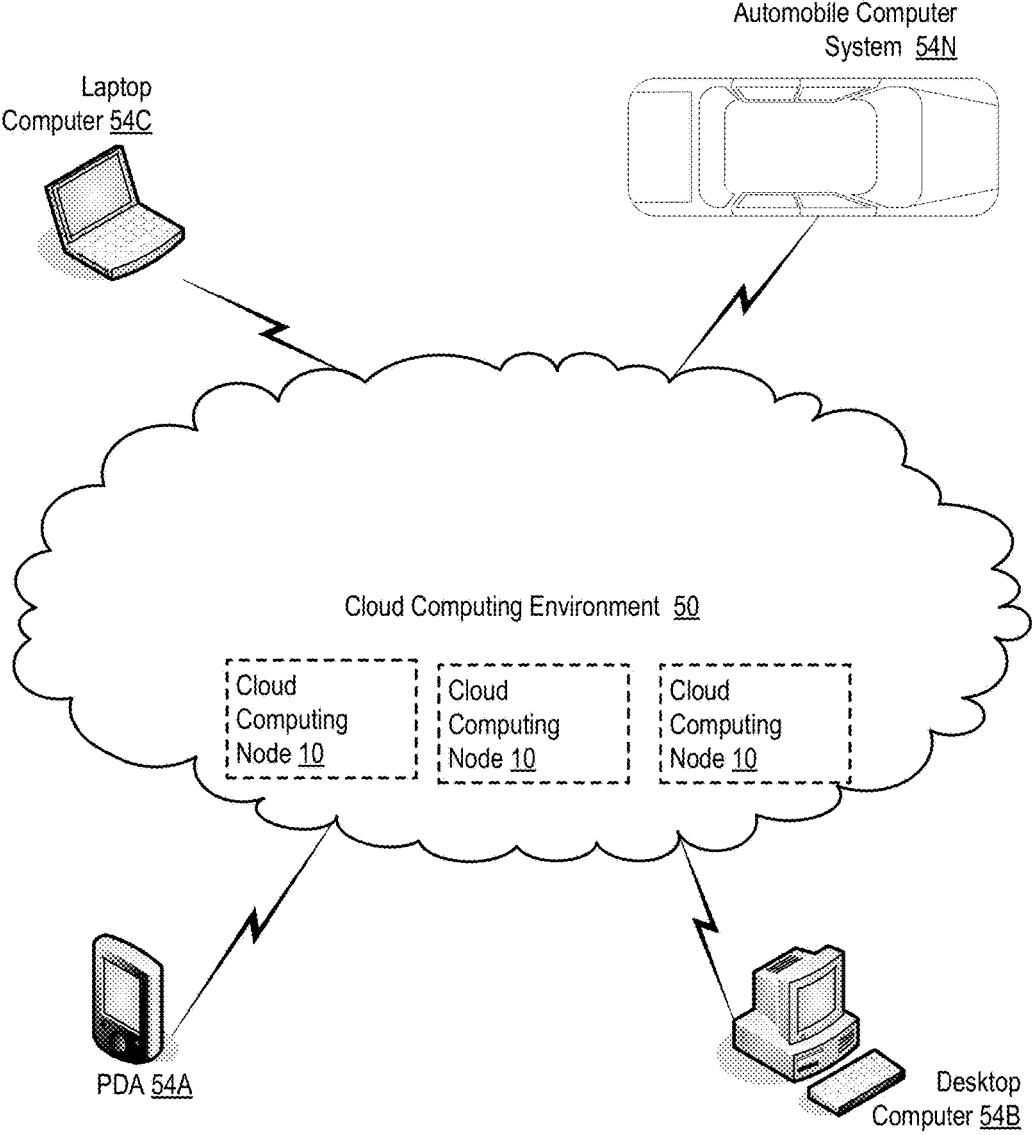 Automobile Computer
System 54N
Laptop
Computer 54C
Cloud Computing Environment 50
Cloud
Computing
Node 10
Cloud
Computing
Node 10
Cloud
Computing
Node 10
PDA 54A
Desktop
Computer 54B